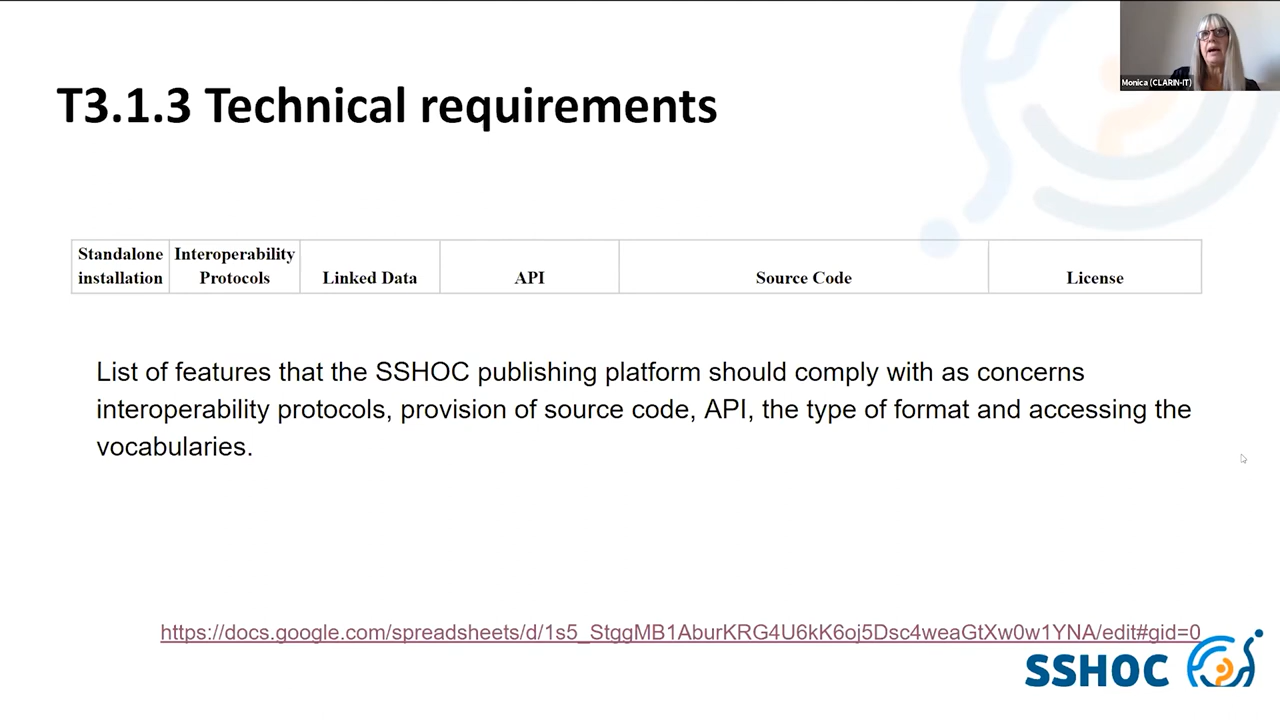 Monica (CLARIN-IT)
T3.1.3 Technical requirements
Standalone installation
Interoperability Protocols
Linked Data
API
Source Code
License
List of features that the SSHOC publishing platform should comply with as concerns
interoperability protocols, provision of source code, API, the type of format and accessing the
vocabularies.
https://docs.google.com/spreadsheets/d/1s5_StggMB1AburKRG4U6kK6oj5Dsc4weaGtXw0w1YNA/edit#gid=0
SSHOC